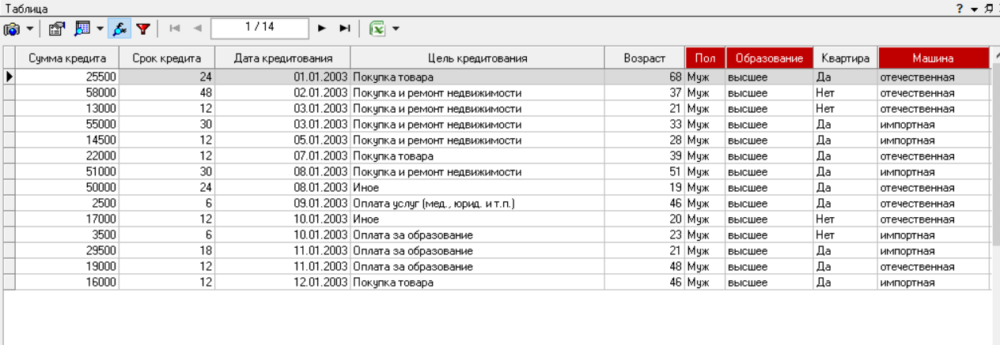 Таблица
?
1 / 14
Сумма кредита Срок кредита Дата кредитования Цель кредитования Возраст Пол Образование Квартира Машина
25500 24 01.01.2003 Покупка товара 68 Муж высшее Да отечественная
58000 48 02.01.2003 Покупка и ремонт недвижимости 37 Муж высшее Нет отечественная
13000 12 03.01.2003 Покупка и ремонт недвижимости 21 Муж высшее Нет отечественная
55000 30 03.01.2003 Покупка и ремонт недвижимости 33 Муж высшее Да импортная
14500 12 05.01.2003 Покупка и ремонт недвижимости 28 Муж высшее Да импортная
22000 12 07.01.2003 Покупка товара 39 Муж высшее Да отечественная
51000 30 08.01.2003 Покупка и ремонт недвижимости 51 Муж высшее Да импортная
50000 24 08.01.2003 Иное 19 Муж высшее Да отечественная
2500 6 09.01.2003 Оплата услуг (мед., юрид. и т.п.) 46 Муж высшее Да отечественная
17000 12 10.01.2003 Иное 20 Муж высшее Нет отечественная
3500 6 10.01.2003 Оплата за образование 23 Муж высшее Нет импортная
29500 18 11.01.2003 Оплата за образование 21 Муж высшее Да импортная
19000 12 11.01.2003 Оплата за образование 48 Муж высшее Да отечественная
16000 12 12.01.2003 Покупка товара 46 Муж высшее Да импортная